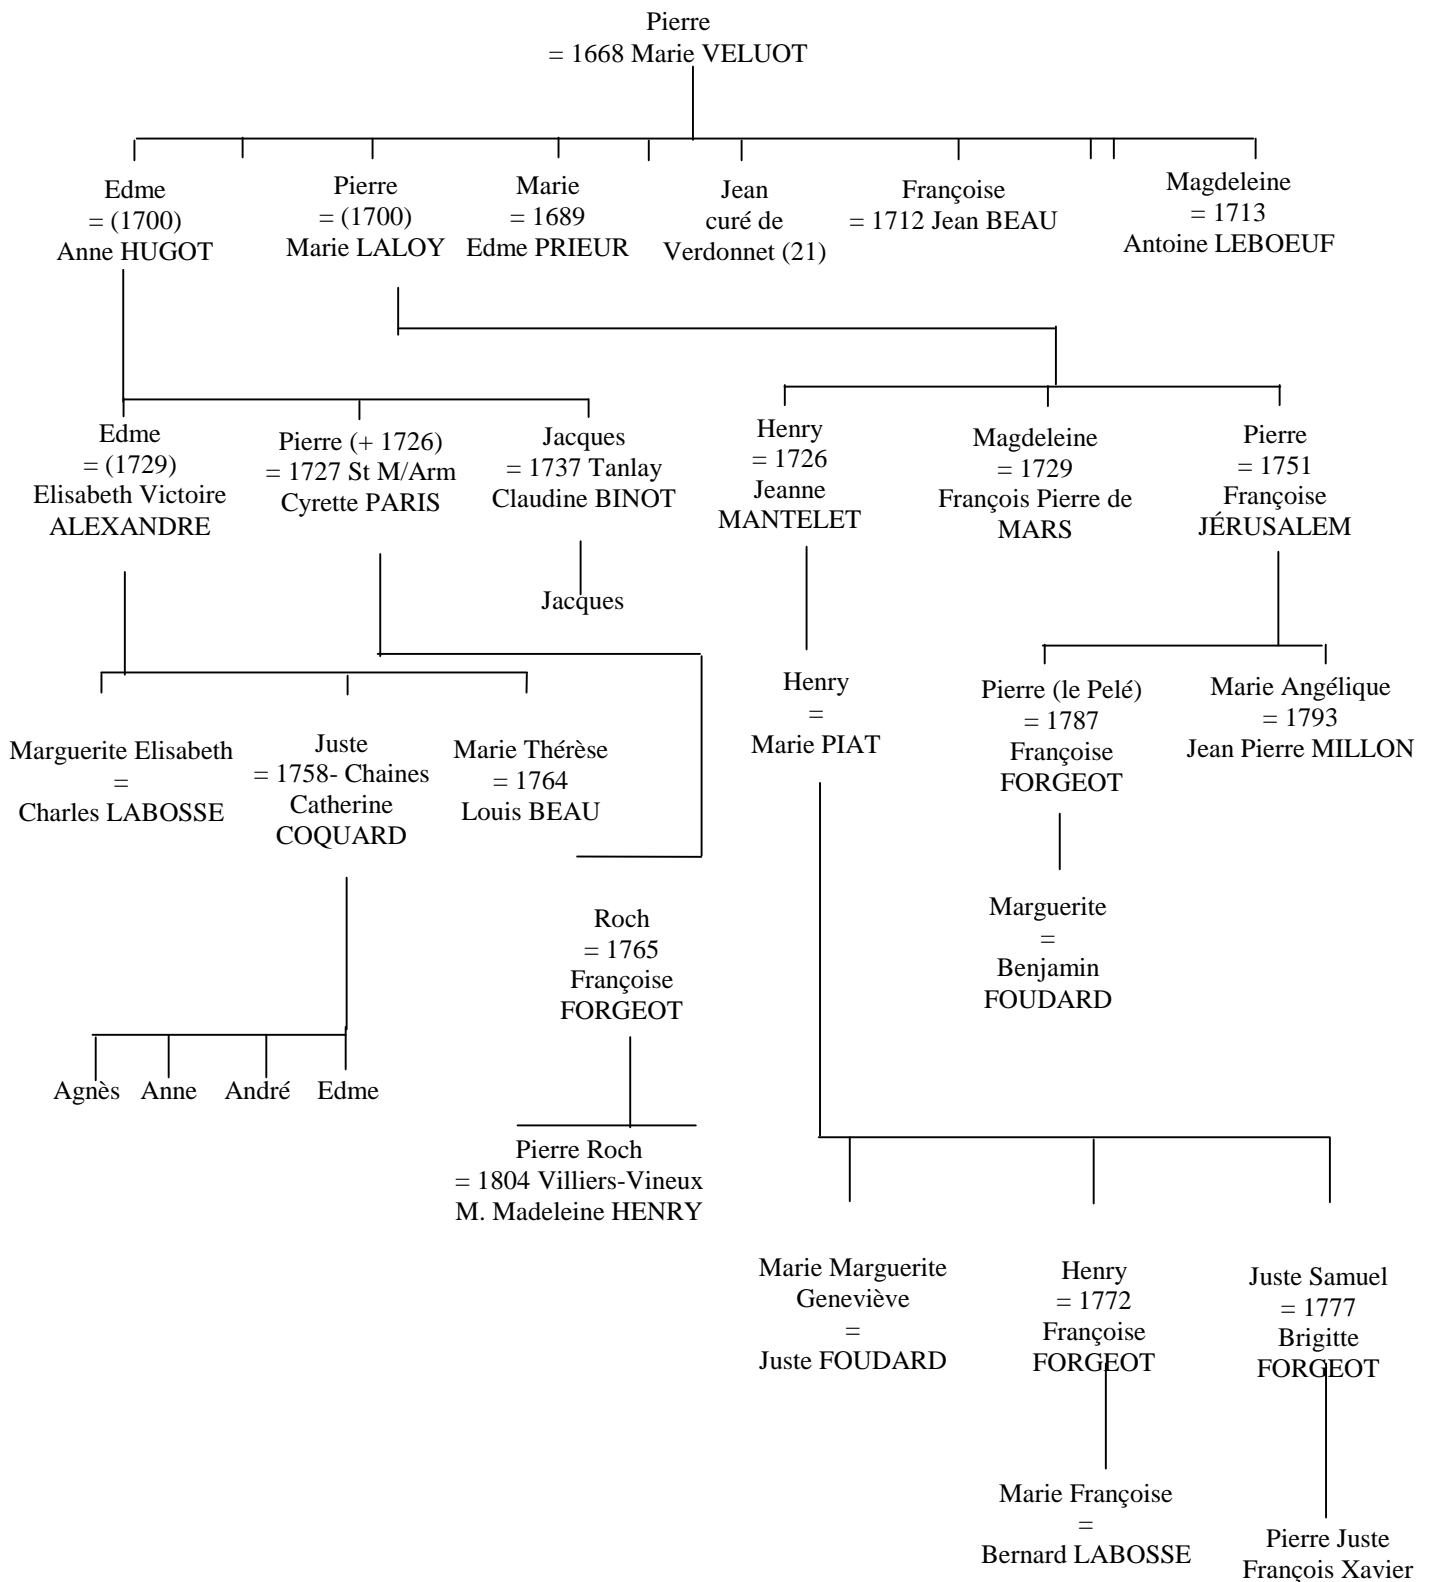 Pierre
= 1668 Marie VELUOT
Edme
= (1700)
Anne HUGOT
Pierre
= (1700)
Marie LALOY
Marie
= 1689
Edme PRIEUR
Jean
curé de
Verdonnet (21)
Françoise
= 1712 Jean BEAU
Magdeleine
= 1713
Antoine LEBOEUF
Edme
= (1729)
Elisabeth Victoire
ALEXANDRE
Pierre (+ 1726)
= 1727 St M/Arm
Cyrette PARIS
Jacques
= 1737 Tanlay
Claudine BINOT
Henry
= 1726
Jeanne
MANTELET
Magdeleine
= 1729
François Pierre de
MARS
Pierre
= 1751
Françoise
JÉRUSALEM
Jacques
Henry
=
Marie PIAT
Pierre (le Pelé)
= 1787
Françoise
FORGEOT
Marie Angélique
= 1793
Jean Pierre MILLON
Marguerite Elisabeth
=
Charles LABOSSE
Juste
= 1758- Chaines
Catherine
COQUARD
Marie Thérèse
= 1764
Louis BEAU
Roch
= 1765
Françoise
FORGEOT
Marguerite
=
Benjamin
FOUDARD
Agnès
Anne
André
Edme
Pierre Roch
= 1804 Villiers-Vineux
M. Madeleine HENRY
Marie Marguerite
Geneviève
=
Juste FOUDARD
Henry
= 1772
Françoise
FORGEOT
Juste Samuel
= 1777
Brigitte
FORGEOT
Marie Françoise
=
Bernard LABOSSE
Pierre Juste
François Xavier